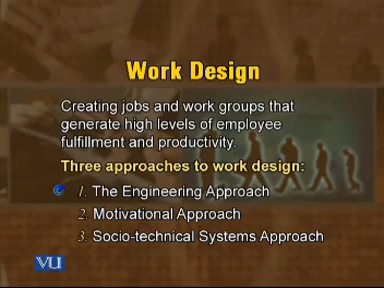 Work Design
Creating jobs and work groups that
generate high levels of employee
fulfillment and productivity.
Three approaches to work design:
1. The Engineering Approach
2. Motivational Approach
3. Socio-technical Systems Approach
VU